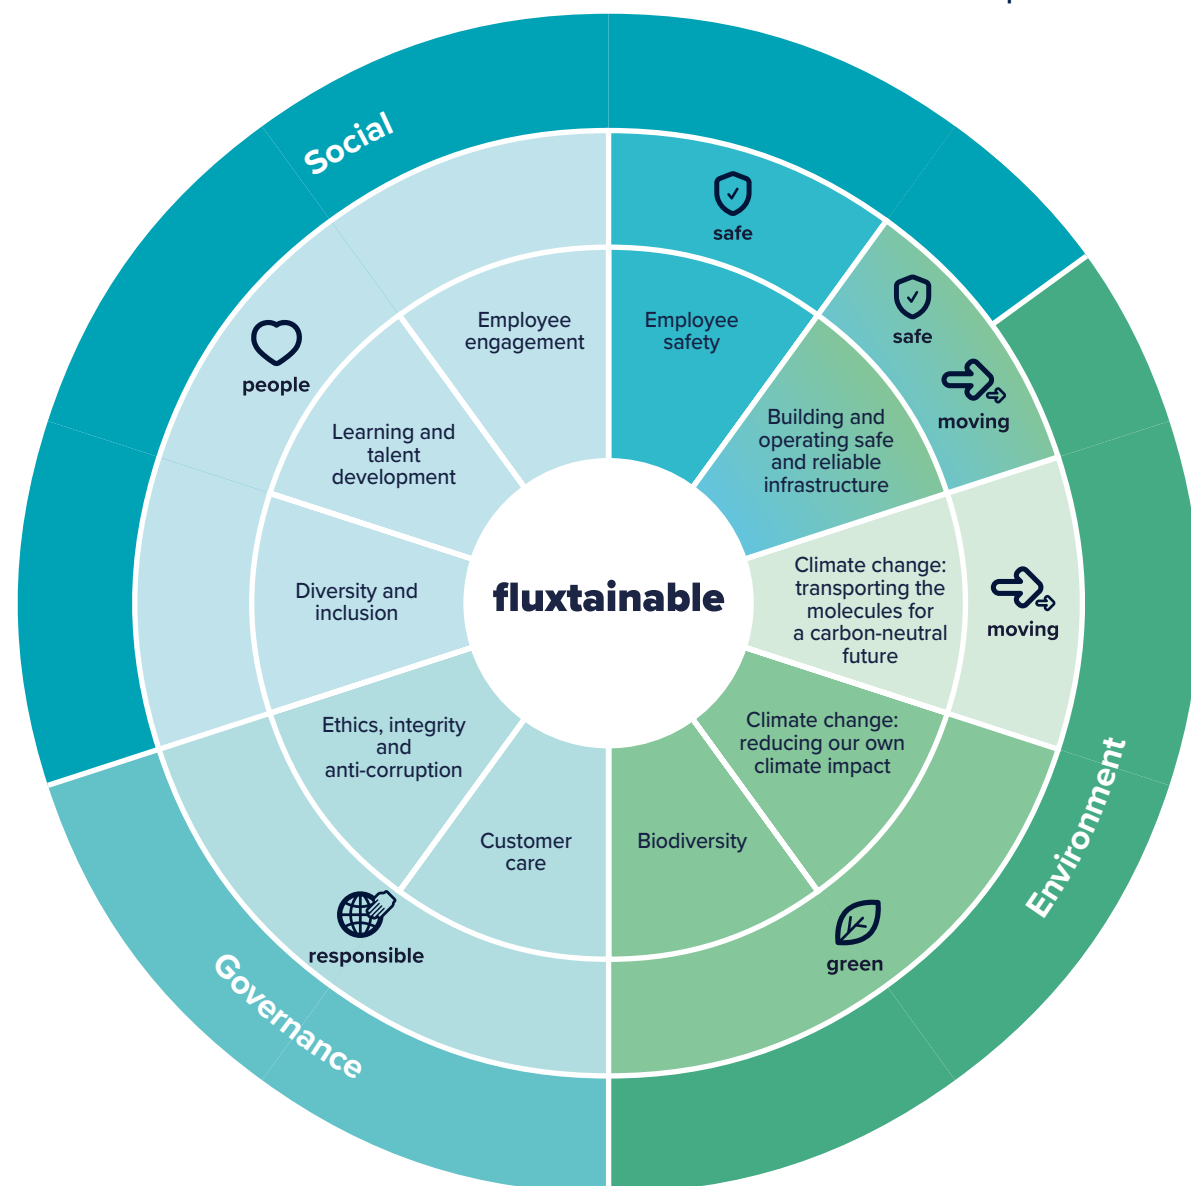 Social
safe
safe
moving
people
Employee
engagement
Employee
safety
Learning and
talent
development
Building and
operating safe
and reliable
infrastructure
Diversity and
inclusion
fluxtainable
Climate change:
transporting the
molecules for
a carbon-neutral
future
moving
Ethics, integrity
and
anti-corruption
Climate change:
reducing our own
climate impact
Customer
care
Biodiversity
Environment
responsible
green
Governance